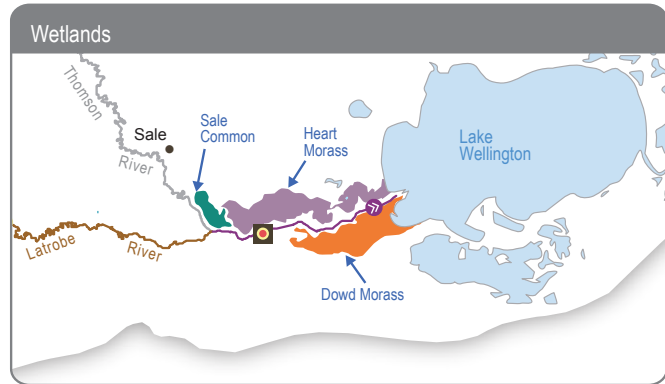 Wetlands
Thomson
River
Sale
Sale
Common
Heart
Morass
Lake
Wellington
Latrobe
River
Dowd Morass